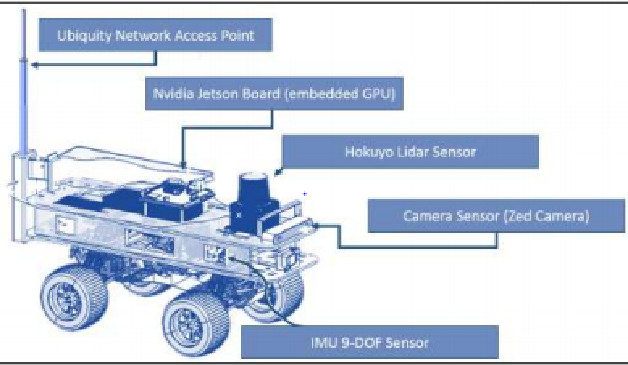 Ubiquity Network Access Point
Nvidia Jetson Board (embedded GPU)
Hokuyo Lidar Sensor
Camera Sensor (Zed Camera)
IMU 9-DOF Sensor